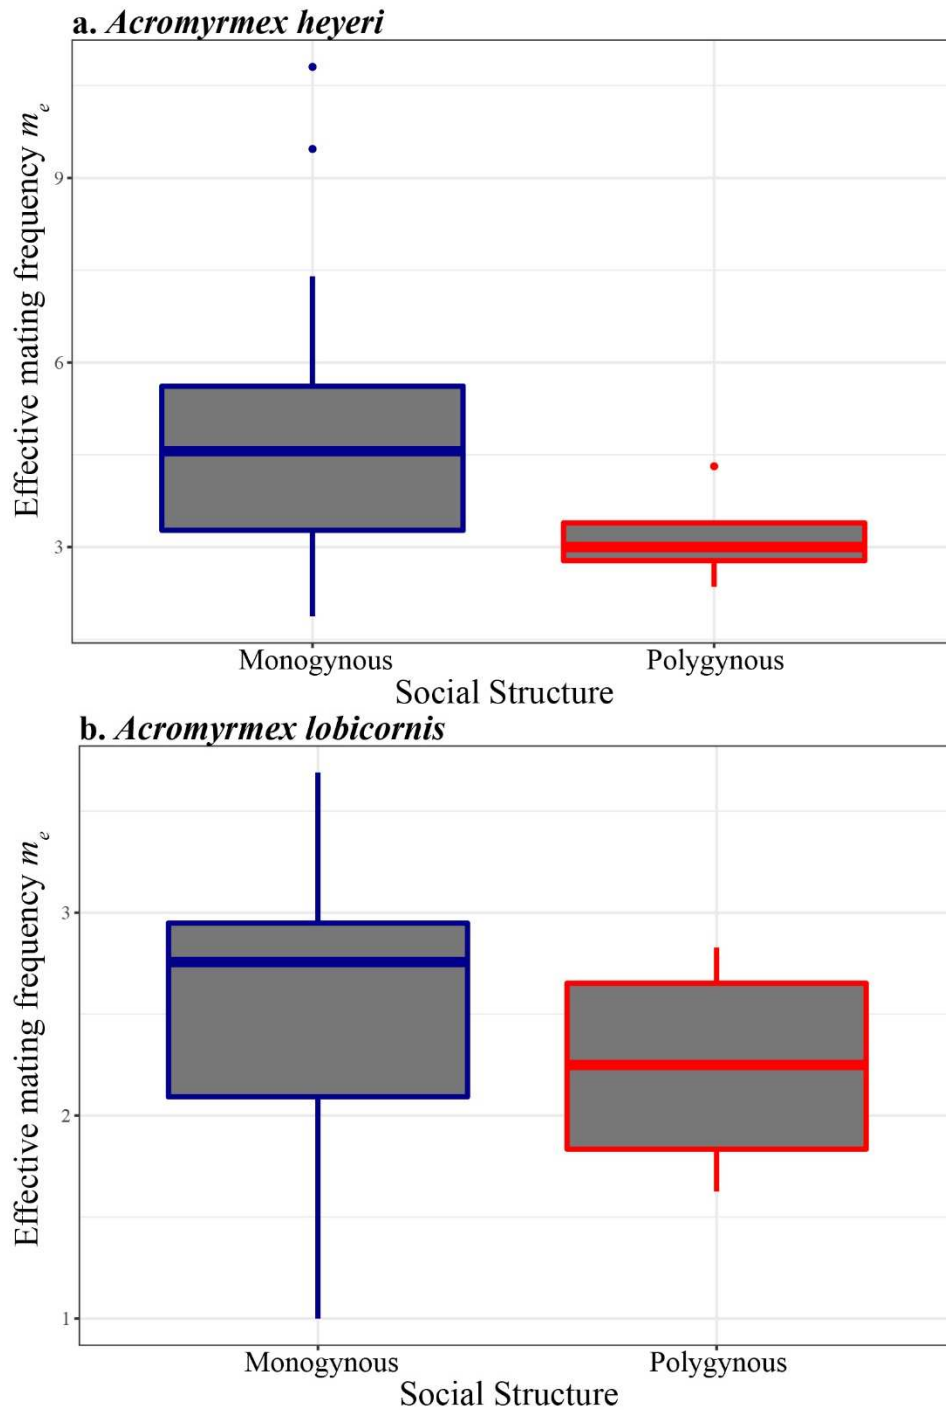 a. Acromyrmex heyeri
Effective mating frequency mₑ
9
6
3
Monogynous Polygynous
Social Structure
b. Acromyrmex lobicornis
Effective mating frequency mₑ
3
2
1
Monogynous Polygynous
Social Structure